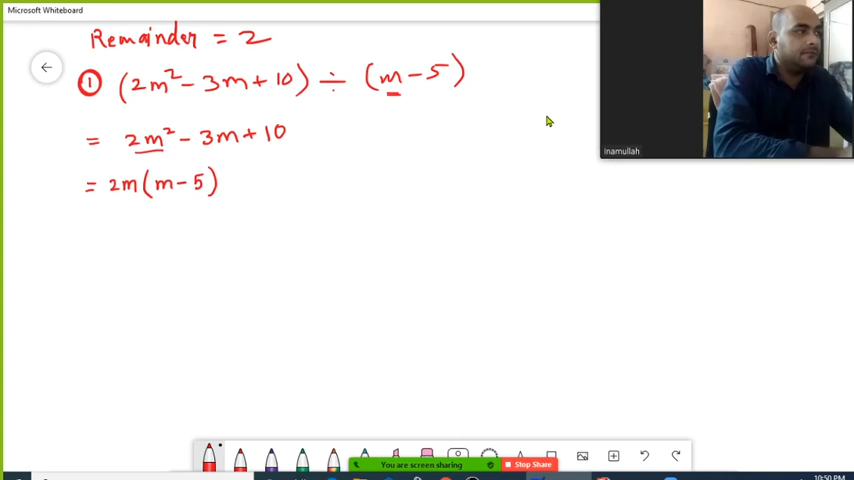 Microsoft Whiteboard
Remainder = 2
① (2m² - 3m + 10) ÷ (m - 5)
= 2m² - 3m + 10
= 2m(m - 5)
Inamullah
You are screen sharing
Stop Share
10:50 PM